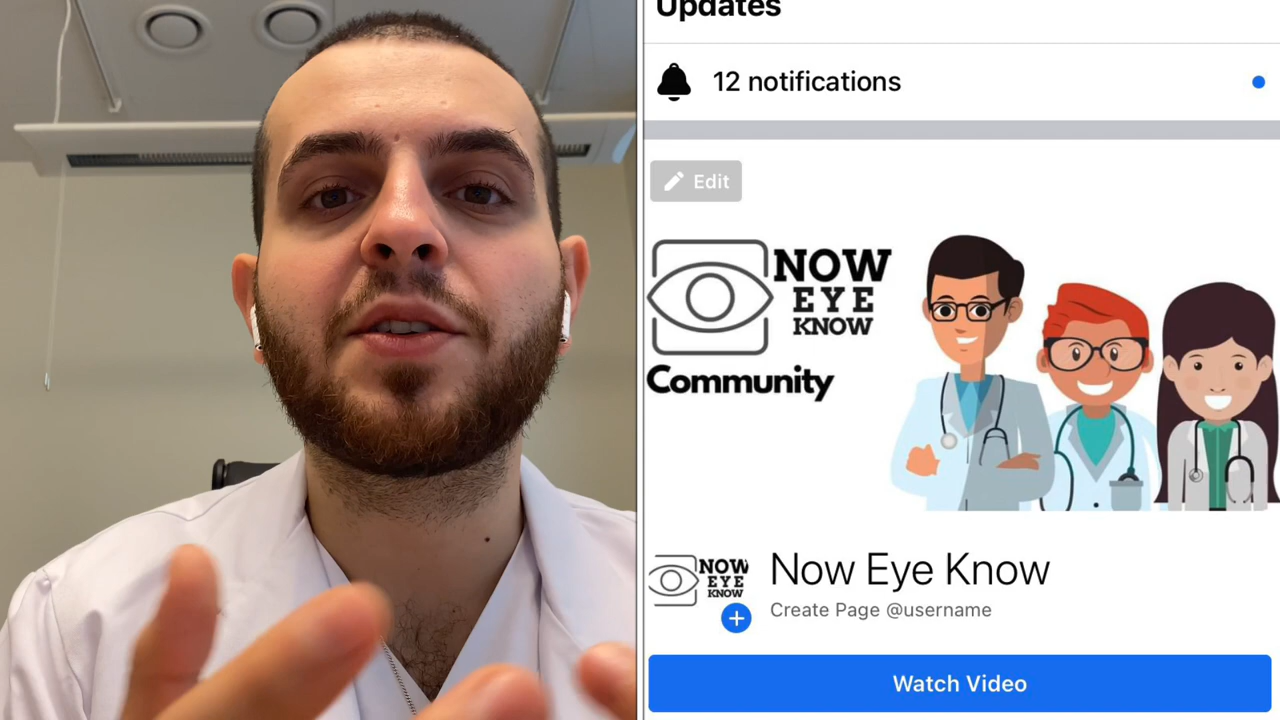 Updates
12 notifications
Edit
NOW
EYE
KNOW
Community
NOW
EYE
KNOW
Now Eye Know
Create Page @username
Watch Video